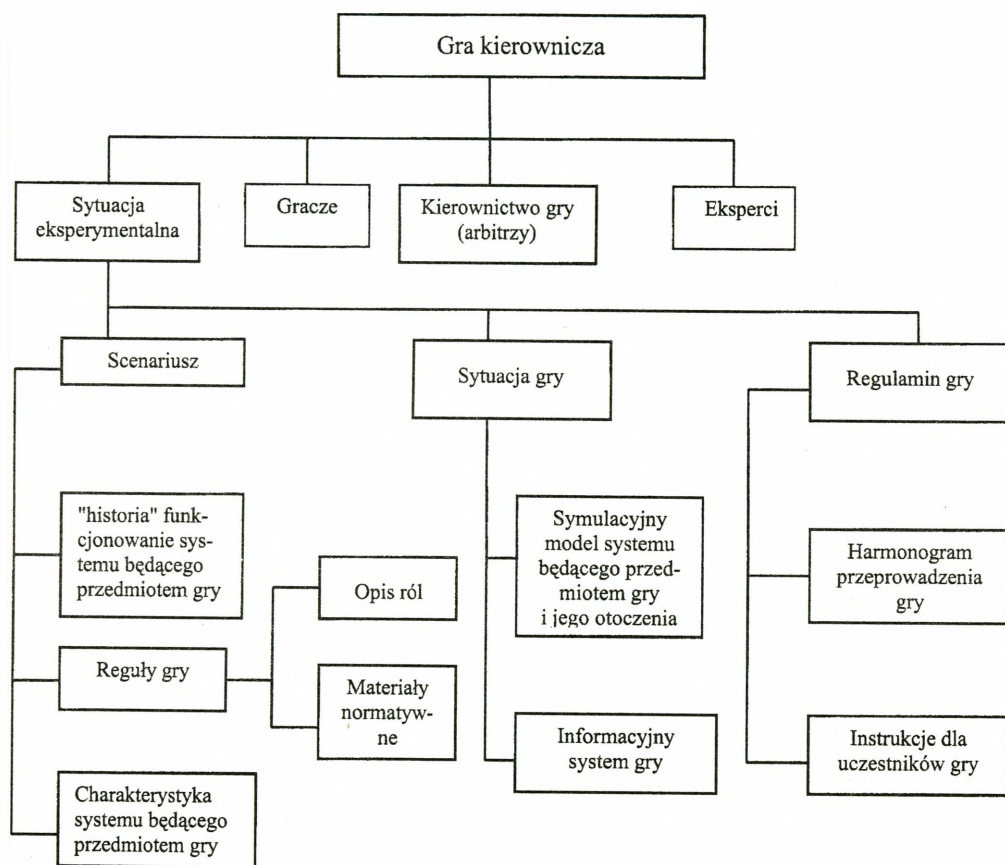 Gra kierownicza
Sytuacja
eksperymentalna
Gracze
Kierownictwo gry
(arbitrzy)
Eksperci
Scenariusz
Sytuacja gry
Regulamin gry
"historia" funk-
cjonowanie sys-
temu będącego
przedmiotem gry
Opis ról
Symulacyjny
model systemu
będącego przed-
miotem gry
i jego otoczenia
Harmonogram
przeprowadzenia
gry
Reguły gry
Materiały
normatyw-
ne
Informacyjny
system gry
Instrukcje dla
uczestników gry
Charakterystyka
systemu będącego
przedmiotem gry